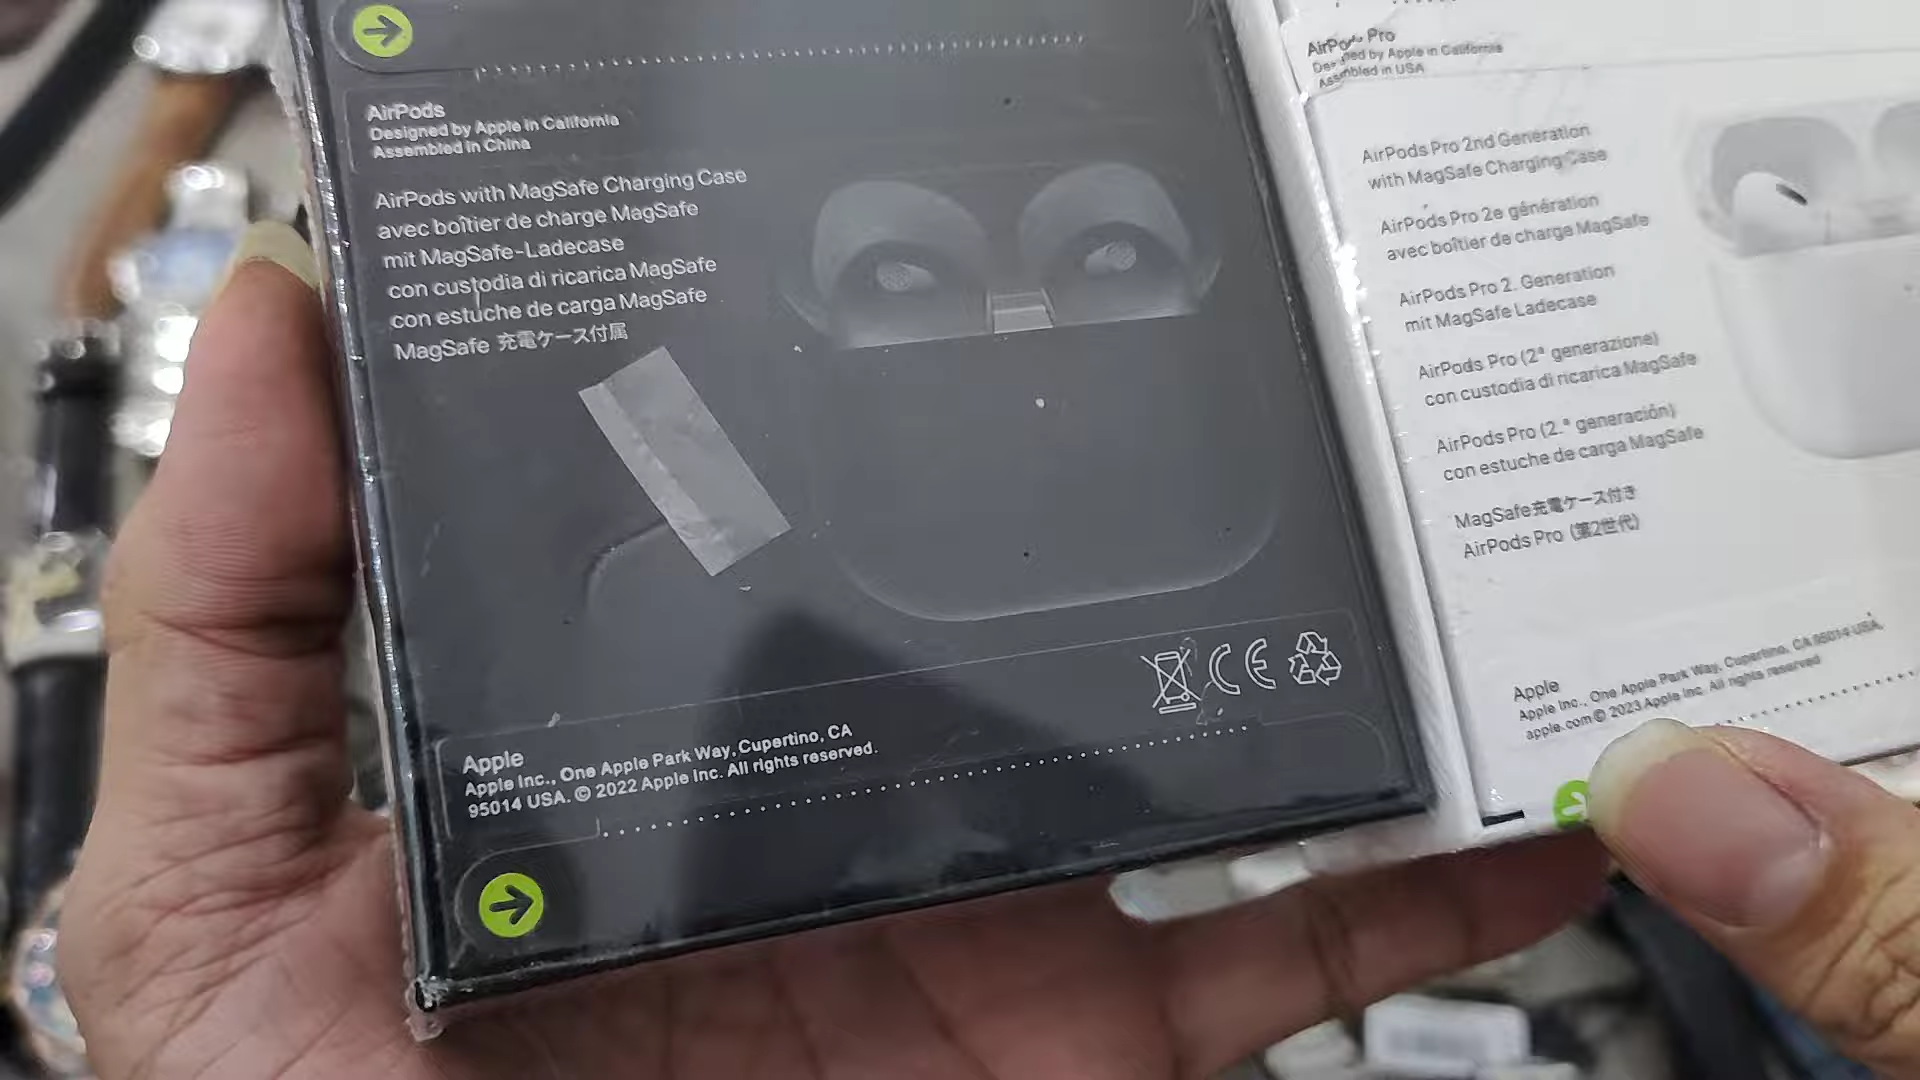 AirPods
Designed by Apple in California
Assembled in China
AirPods with MagSafe Charging Case
avec boîtier de charge MagSafe
mit MagSafe-Ladecase
con custodia di ricarica MagSafe
con estuche de carga MagSafe
MagSafe 充電ケース付属
CE
Apple
Apple Inc., One Apple Park Way, Cupertino, CA
95014 USA. © 2022 Apple Inc. All rights reserved.
AirPods Pro
Designed by Apple in California
Assembled in USA
AirPods Pro 2nd Generation
with MagSafe Charging Case
AirPods Pro 2e génération
avec boîtier de charge MagSafe
AirPods Pro 2. Generation
mit MagSafe Ladecase
AirPods Pro (2ª generazione)
con custodia di ricarica MagSafe
AirPods Pro (2.ª generación)
con estuche de carga MagSafe
MagSafe充電ケース付き
AirPods Pro (第2世代)
Apple
Apple Inc., One Apple Park Way, Cupertino, CA 95014 USA,
apple.com © 2023 Apple Inc. All rights reserved